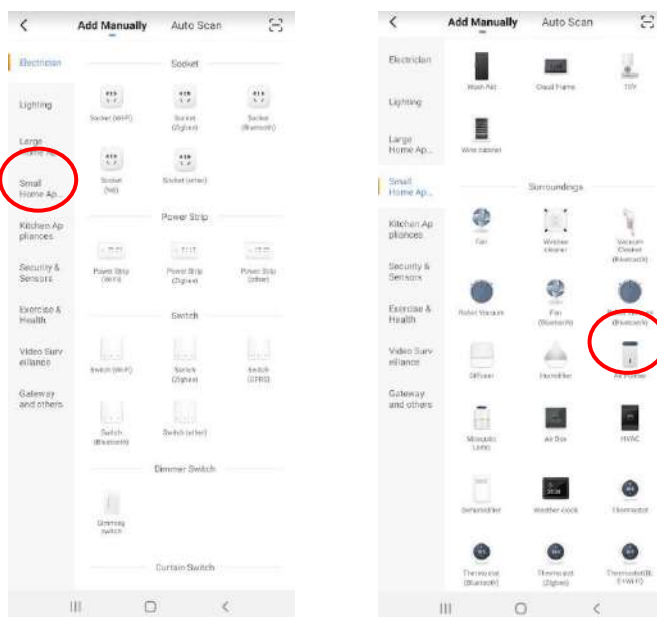 Add Manually Auto Scan
Electrician
Lighting
Large
Home Ap...
Small
Home Ap...
Kitchen Ap
pliances
Security &
Sensors
Exercise &
Health
Video Surv
eillance
Gateway
and others
Socket
Socket (Wi-Fi)
Socket
(Zigbee)
Socket
(Bluetooth)
Socket
(NB)
Socket (other)
Power Strip
Power Strip
(Wi-Fi)
Power Strip
(Zigbee)
Power Strip
(other)
Switch
Switch (Wi-Fi)
Switch
(Zigbee)
Switch
(GPRS)
Switch
(Bluetooth)
Switch (other)
Dimmer Switch
Dimming
switch
Curtain Switch
Add Manually Auto Scan
Electrician
Lighting
Large
Home Ap...
Small
Home Ap...
Kitchen Ap
pliances
Security &
Sensors
Exercise &
Health
Video Surv
eillance
Gateway
and others
Cloud Frame
Wine cabinet
Surroundings
Fan
Window
cleaner
Vacuum
Cleaner
(Bluetooth)
Robot Vacuum
Fan
(Bluetooth)
(Bluetooth)
Diffuser
Humidifier
Air Purifier
Mosquito
Lamp
Air Box
HVAC
Dehumidifier
Weather clock
Thermostat
Thermostat
(Bluetooth)
Thermostat
(Zigbee)